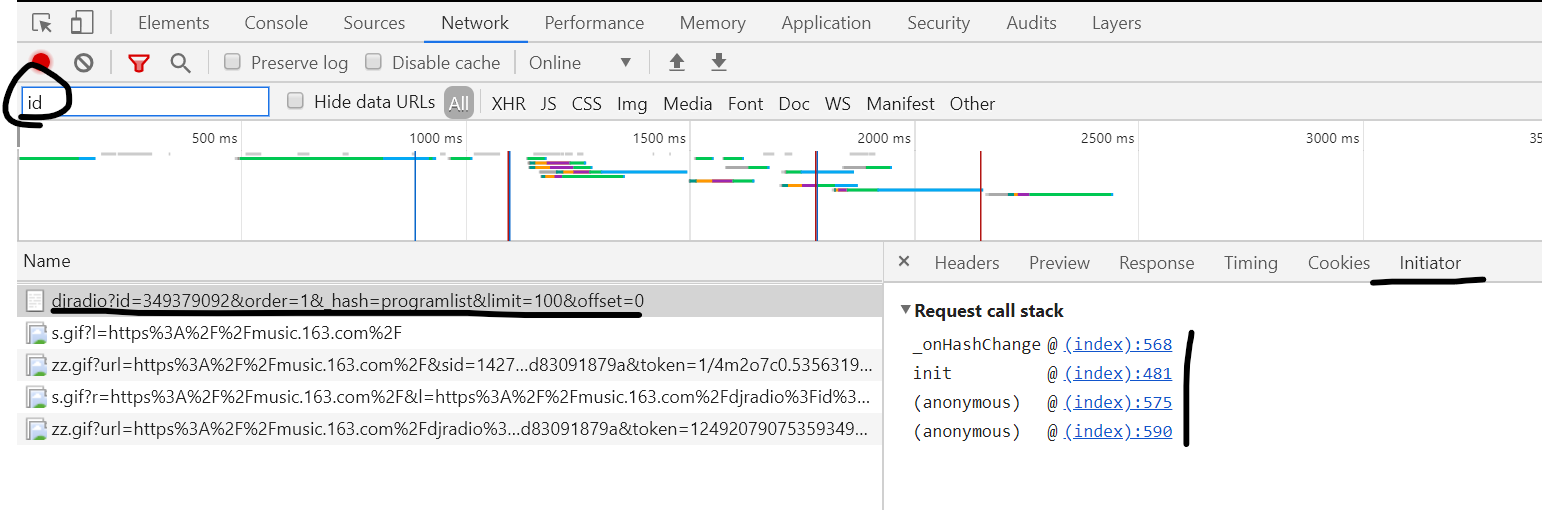 Elements Console Sources Network Performance Memory Application Security Audits Layers
Preserve log Disable cache Online
id Hide data URLs All XHR JS CSS Img Media Font Doc WS Manifest Other
500 ms 1000 ms 1500 ms 2000 ms 2500 ms 3000 ms 35
Name × Headers Preview Response Timing Cookies Initiator
djradio?id=349379092&order=1&_hash=programlist&limit=100&offset=0
s.gif?l=https%3A%2F%2Fmusic.163.com%2F
zz.gif?url=https%3A%2F%2Fmusic.163.com%2F&sid=1427...d83091879a&token=1/4m2o7c0.5356319...
s.gif?r=https%3A%2F%2Fmusic.163.com%2F&l=https%3A%2F%2Fmusic.163.com%2Fdjradio%3Fid%3...
zz.gif?url=https%3A%2F%2Fmusic.163.com%2Fdjradio%3...d83091879a&token=12492079075359349...
▼Request call stack
_onHashChange @ (index):568
init @ (index):481
(anonymous) @ (index):575
(anonymous) @ (index):590